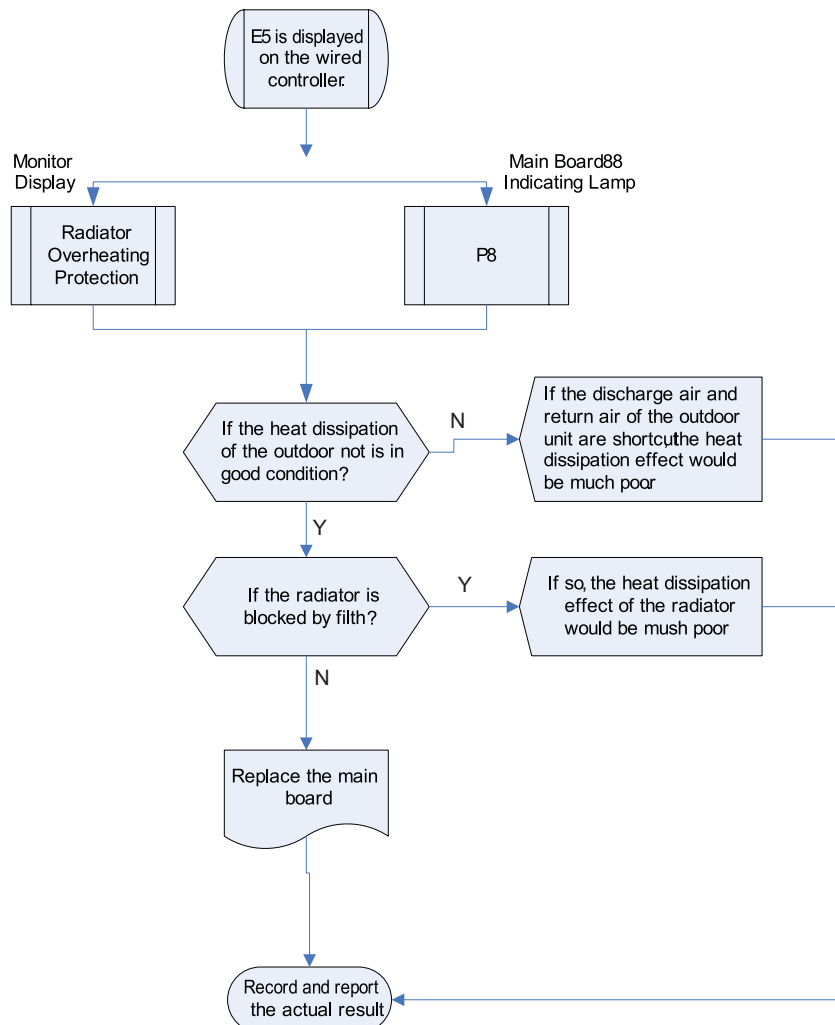 E5 is displayed
on the wired
controller.
Monitor
Display
Main Board88
Indicating Lamp
Radiator
Overheating
Protection
P8
If the heat dissipation
of the outdoor not is in
good condition?
N
If the discharge air and
return air of the outdoor
unit are shortcut,the heat
dissipation effect would
be much poor.
Y
If the radiator is
blocked by filth?
Y
If so, the heat dissipation
effect of the radiator
would be mush poor
N
Replace the main
board
Record and report
the actual result